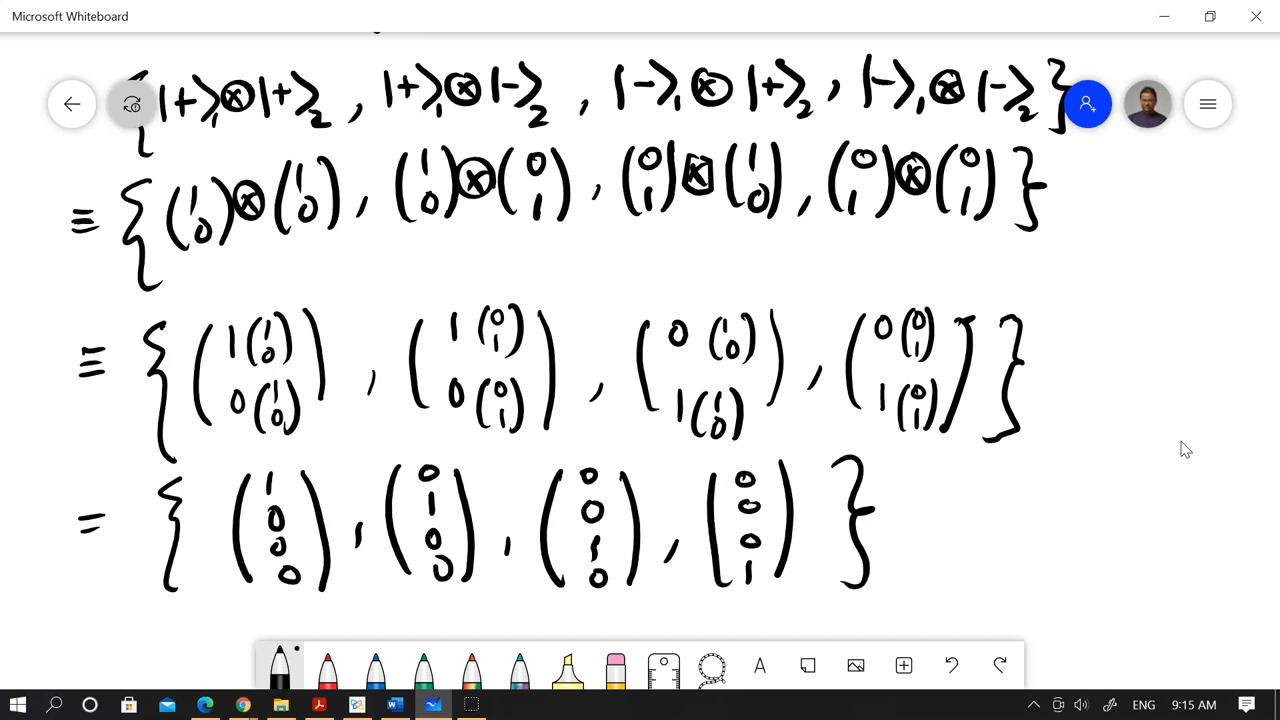 Microsoft Whiteboard
{|+⟩₁ ⊗ |+⟩₂ , |+⟩₁ ⊗ |−⟩₂ , |−⟩₁ ⊗ |+⟩₂ , |−⟩₁ ⊗ |−⟩₂}
≡ { (1 0) ⊗ (1 0) , (1 0) ⊗ (0 1) , (0 1) ⊗ (1 0) , (0 1) ⊗ (0 1) }
≡ { (1 (1 0) 0 (1 0)) , (1 (0 1) 0 (0 1)) , (0 (1 0) 1 (1 0)) , (0 (0 1) 1 (0 1)) }
= { (1 0 0 0) , (0 1 0 0) , (0 0 1 0) , (0 0 0 1) }
ENG 9:15 AM